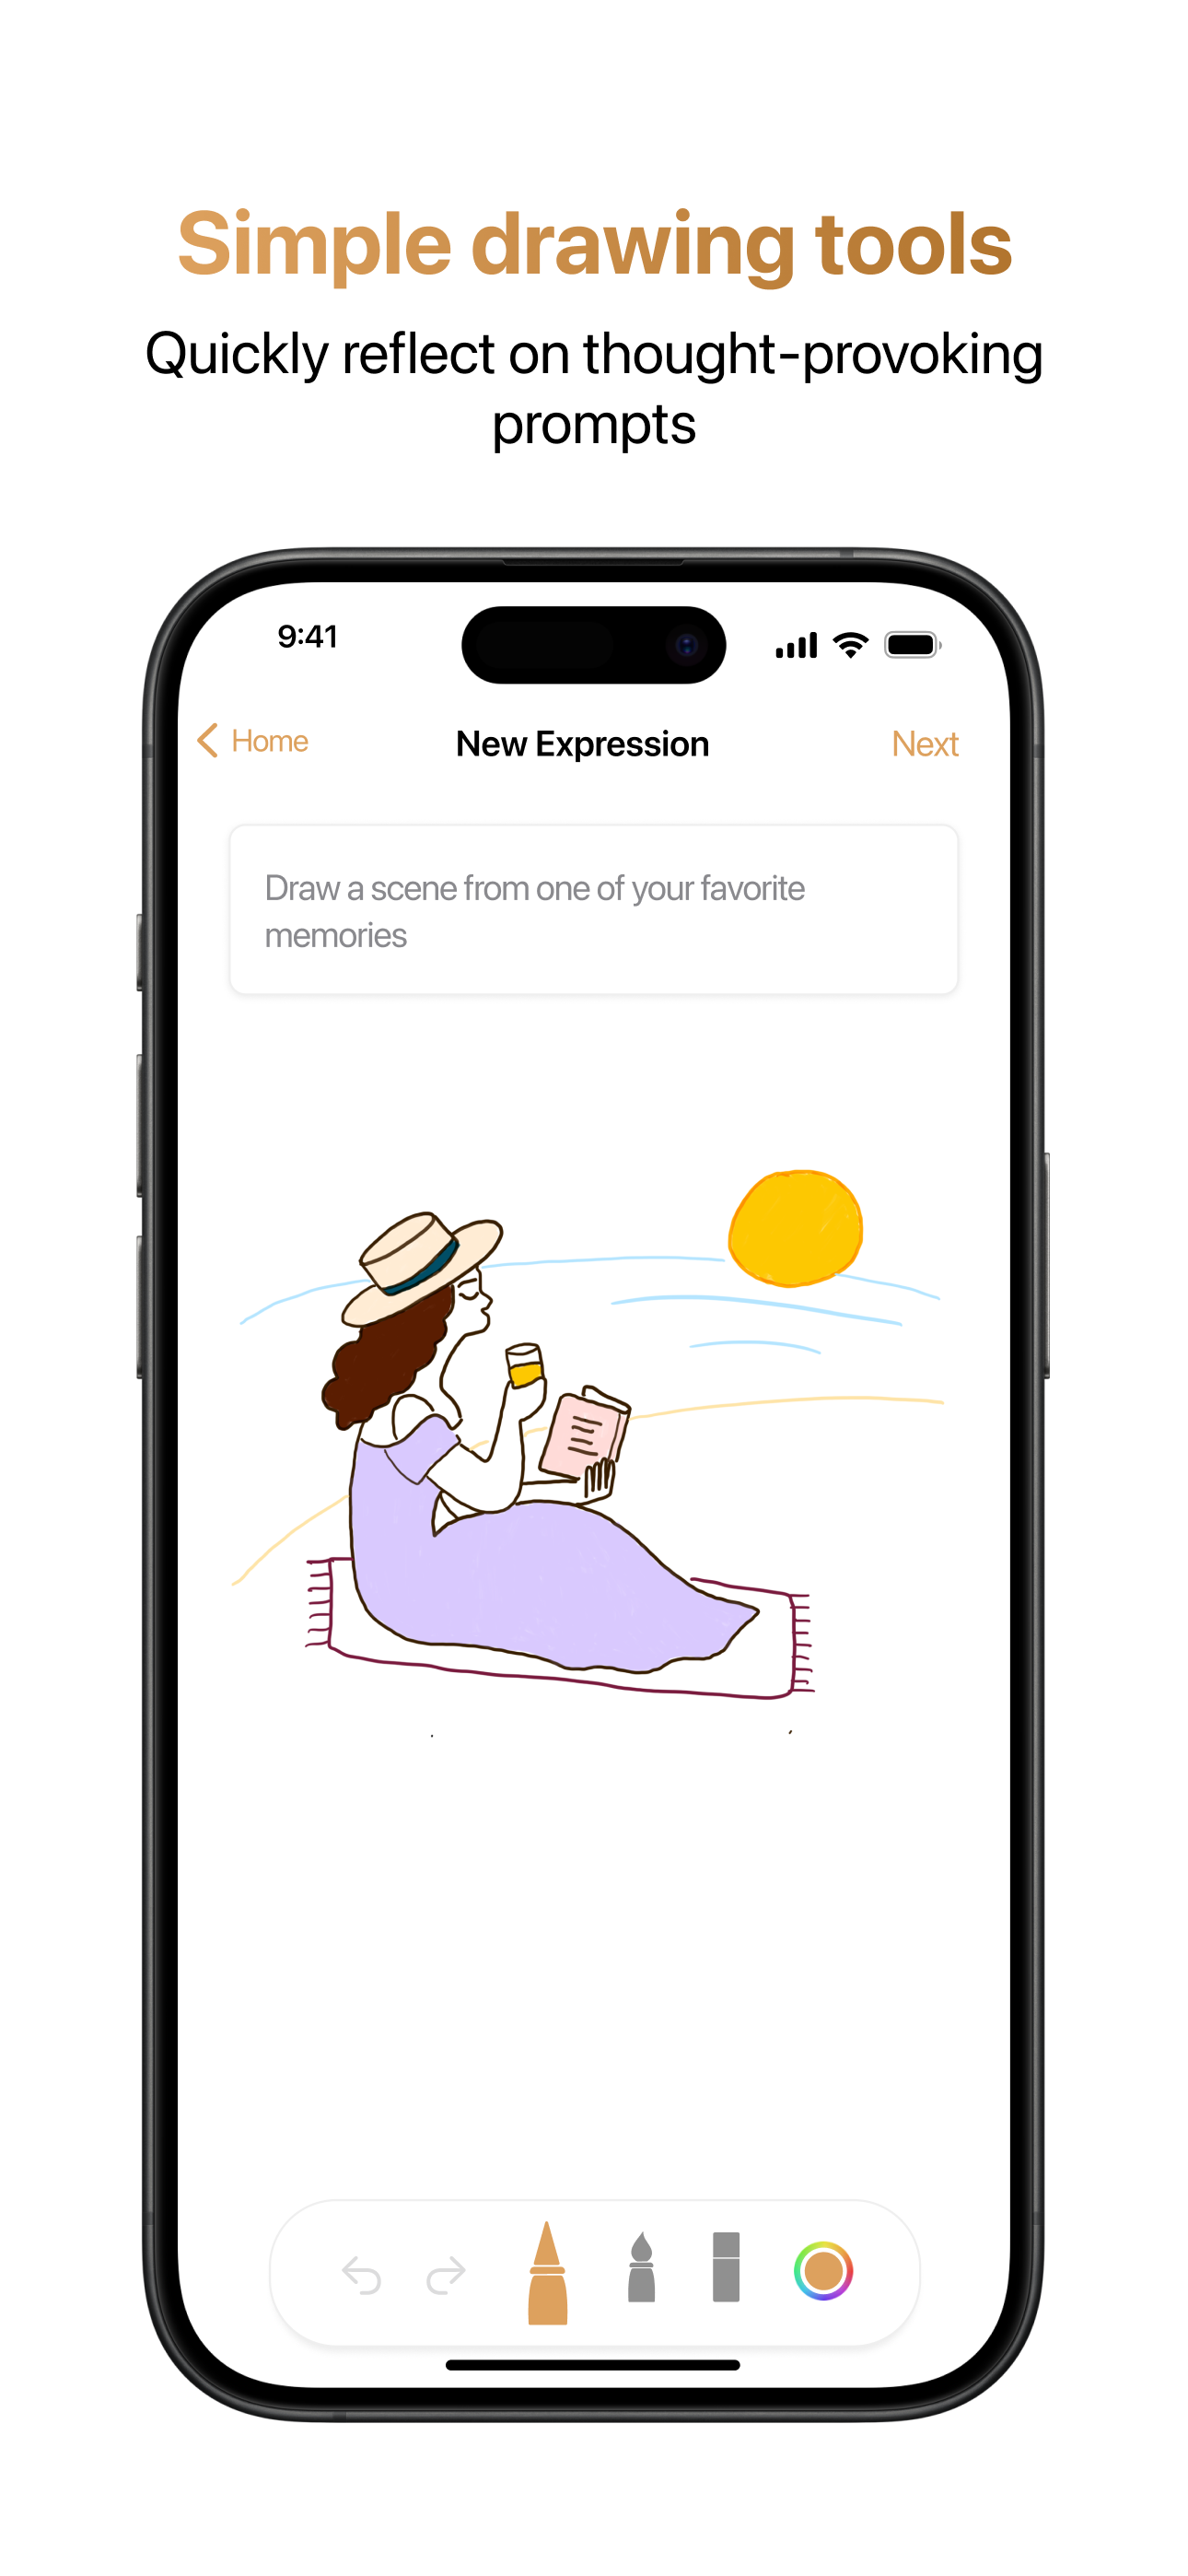 Simple drawing tools
Quickly reflect on thought-provoking
prompts
9:41
Home
New Expression
Next
Draw a scene from one of your favorite
memories